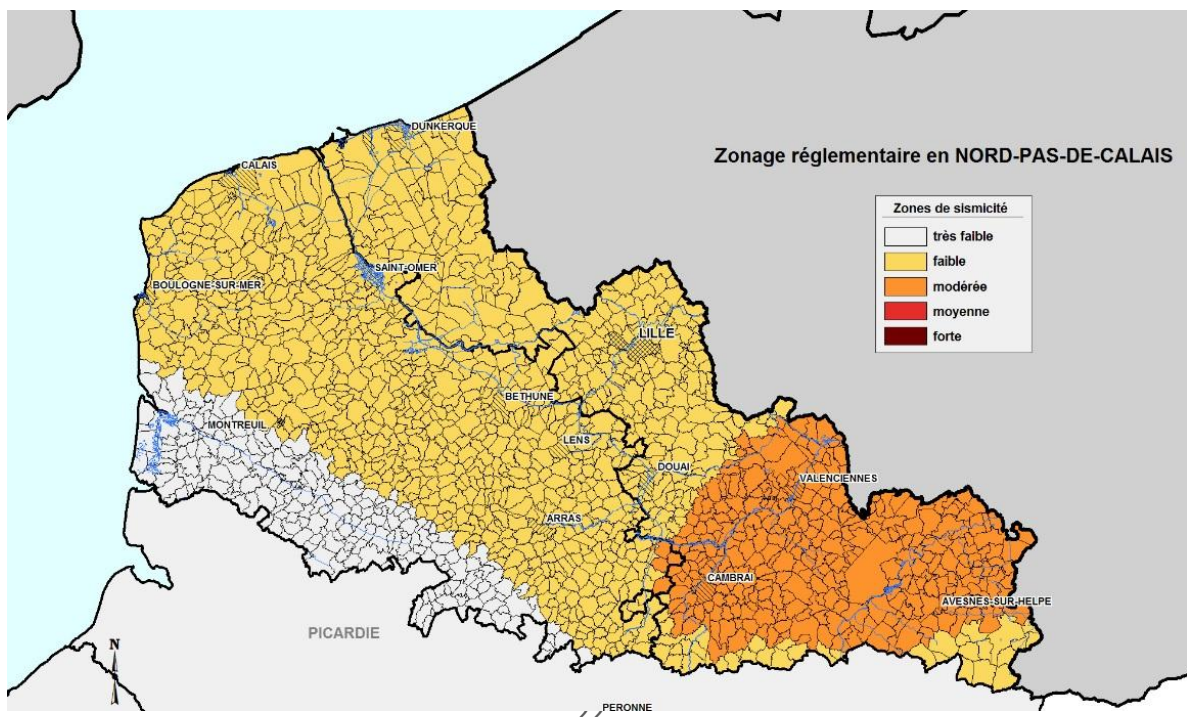 DUNKERQUE
CALAIS
Zonage réglementaire en NORD-PAS-DE-CALAIS
Zones de sismicité
très faible
faible
modérée
moyenne
forte
SAINT-OMER
BOULOGNE-SUR-MER
LILLE
BETHUNE
MONTREUIL
LENS
DOUAI
VALENCIENNES
ARRAS
CAMBRAI
AVESNES-SUR-HELPE
PICARDIE
N
PERONNE